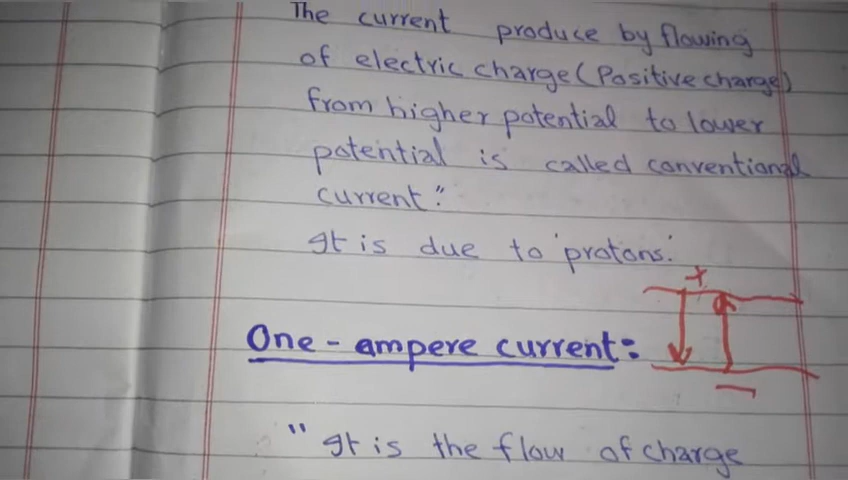 The current produce by flowing
of electric charge (Positive charge)
from higher potential to lower
potential is called conventional
current."
It is due to 'protons'.
+
One - ampere current:
-
" It is the flow of charge